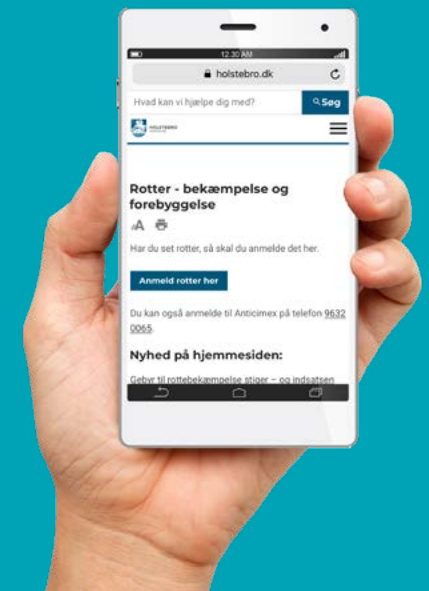 12.30 AM
holstebro.dk
Hvad kan vi hjælpe dig med?
Søg
HOLSTEBRO
Rotter - bekæmpelse og
forebyggelse
AA
Har du set rotter, så skal du anmelde det her.
Anmeld rotter her
Du kan også anmelde til Anticimex på telefon 9632
0065.
Nyhed på hjemmesiden:
Gebyr til rottebekæmpelse stiger – og indsatsen